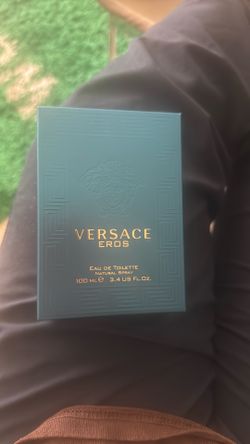 VERSACE
EROS
EAU DE TOILETTE
NATURAL SPRAY
100 ML℮ 3.4 US FL.OZ.